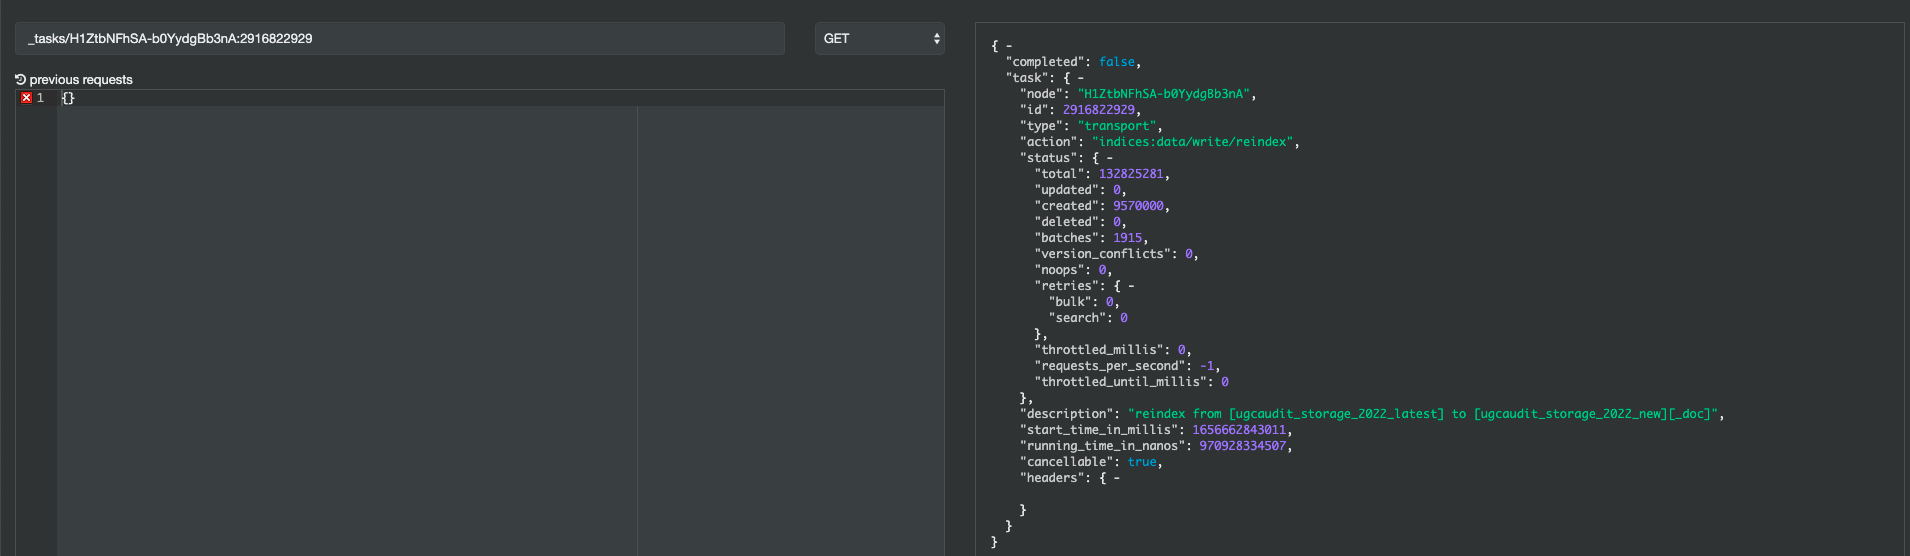 _tasks/H1ZtbNFhSA-b0YydgBb3nA:2916822929
GET
previous requests
1 {}
{ -
"completed": false,
"task": { -
"node": "H1ZtbNFhSA-b0YydgBb3nA",
"id": 2916822929,
"type": "transport",
"action": "indices:data/write/reindex",
"status": { -
"total": 132825281,
"updated": 0,
"created": 9570000,
"deleted": 0,
"batches": 1915,
"version_conflicts": 0,
"noops": 0,
"retries": { -
"bulk": 0,
"search": 0
},
"throttled_millis": 0,
"requests_per_second": -1,
"throttled_until_millis": 0
},
"description": "reindex from [ugcaudit_storage_2022_latest] to [ugcaudit_storage_2022_new][_doc]",
"start_time_in_millis": 1656662843011,
"running_time_in_nanos": 970928334507,
"cancellable": true,
"headers": { -
}
}
}